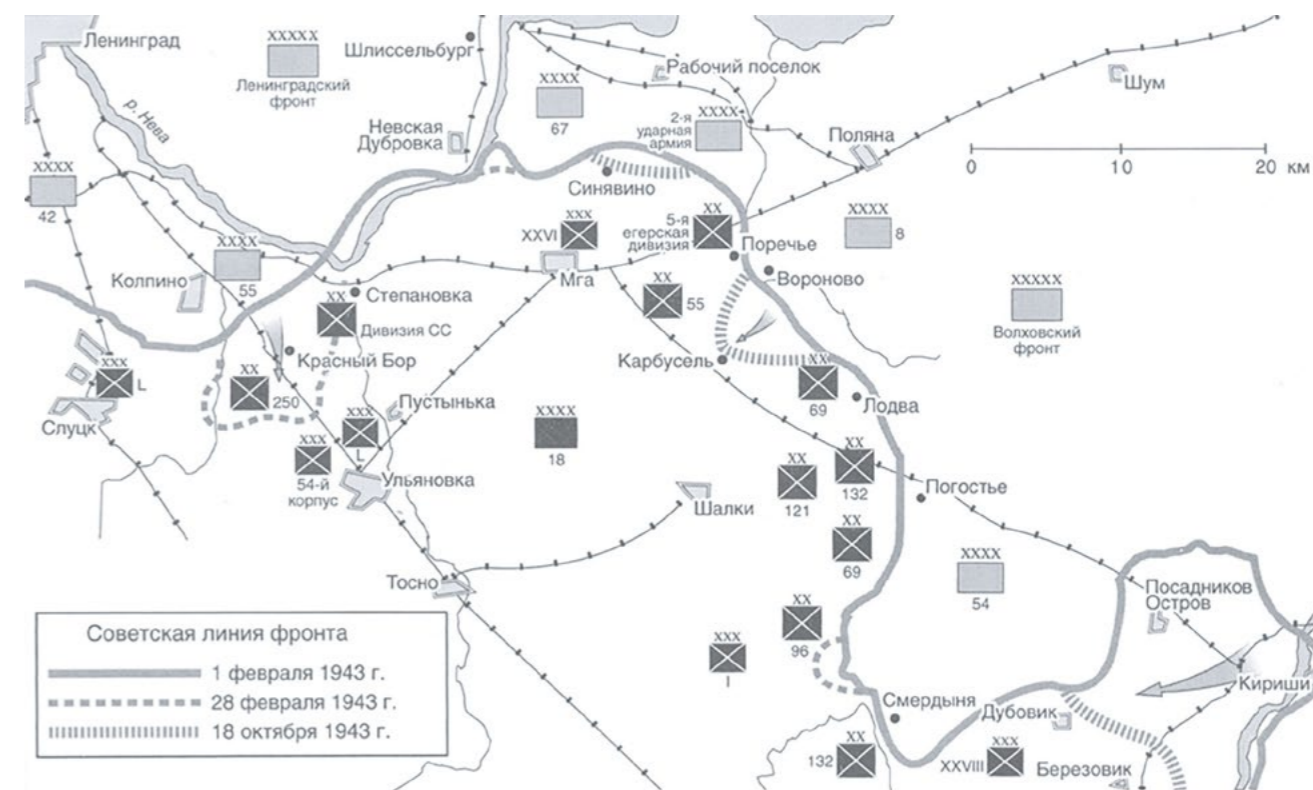 Ленинград
XXXXX
Ленинградский
фронт
Шлиссельбург
р. Нева
Невская
Дубровка
XXXX
67
Рабочий поселок
XXXX
2-я
ударная
армия
Шум
Поляна
0
10
20
км
XXXX
42
Синявино
XXX
XXVI
XX
5-я
егерская
дивизия
XXXX
8
Поречье
Вороново
XXXX
55
Колпино
Мга
XX
55
XXXXX
Волховский
фронт
Степановка
XX
Дивизия СС
Красный Бор
Карбусель
XXX
L
XX
250
XX
69
Лодва
Слуцк
Пустынька
XXX
L
XXXX
18
XXX
54-й
корпус
Ульяновка
XX
121
XX
132
Погостье
Шалки
XX
69
XXXX
54
Тосно
Посадников
Остров
XX
96
XXX
I
Кириши
Смердыня
Дубовик
XX
132
XXX
XXVIII
Березовик
Советская линия фронта
1 февраля 1943 г.
28 февраля 1943 г.
18 октября 1943 г.